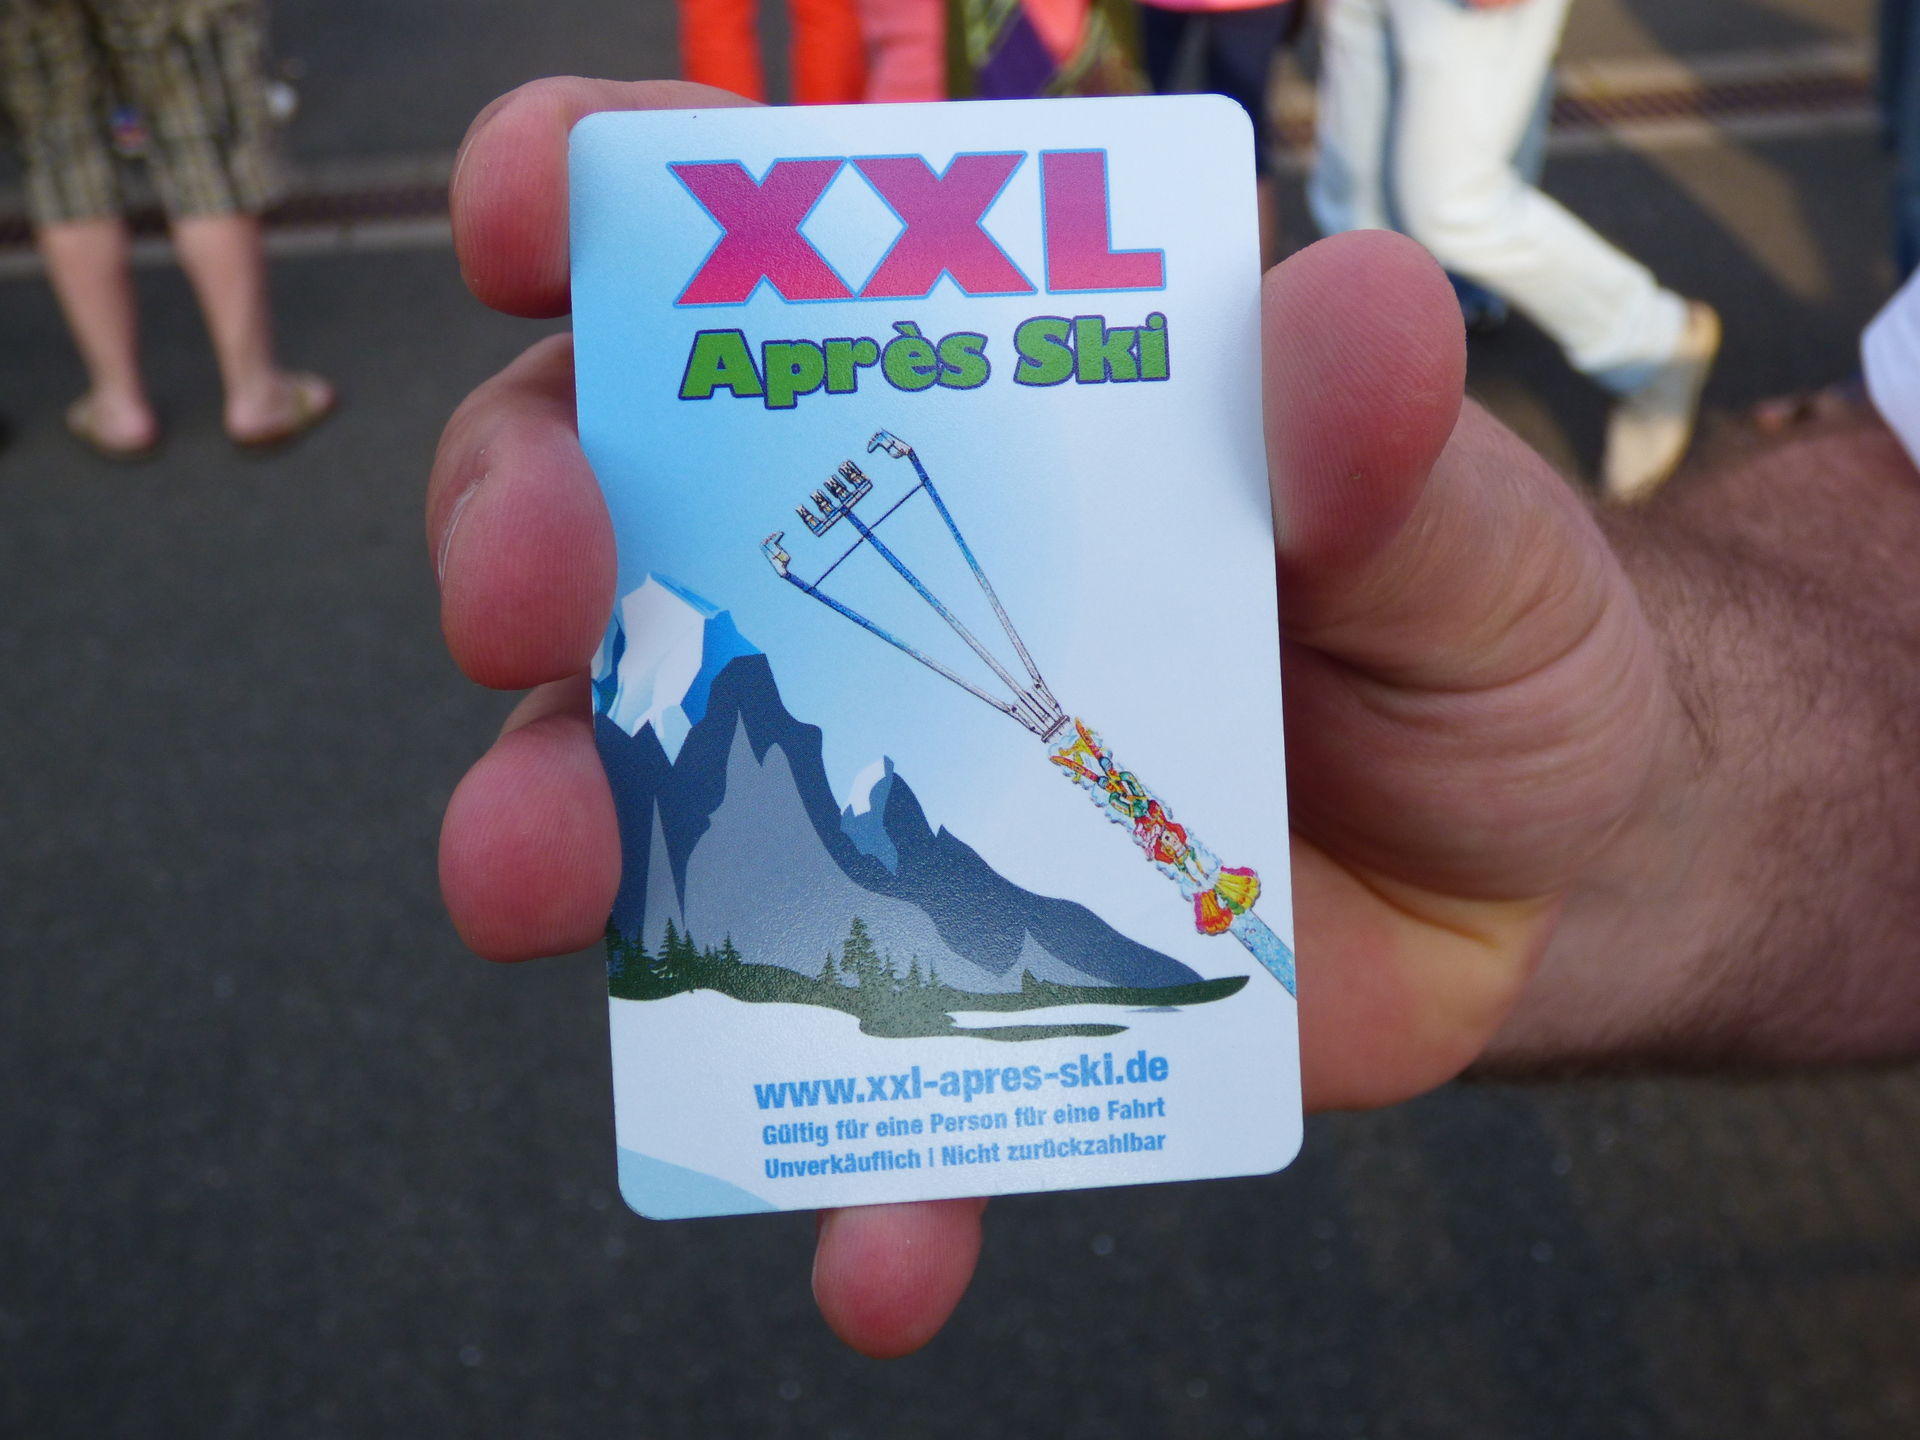 XXL
Après Ski
www.xxl-apres-ski.de
Gültig für eine Person für eine Fahrt
Unverkäuflich | Nicht zurückzahlbar